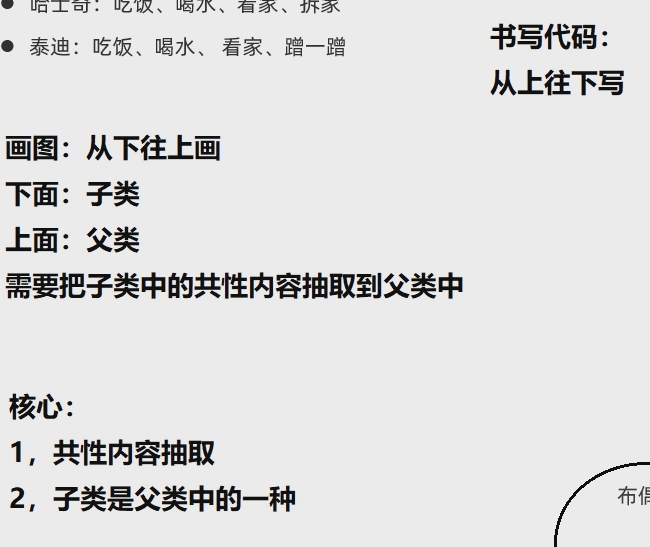 哈士奇：吃饭、喝水、看家、拆家
泰迪：吃饭、喝水、 看家、蹭一蹭
书写代码：
从上往下写
画图：从下往上画
下面：子类
上面：父类
需要把子类中的共性内容抽取到父类中
核心：
1，共性内容抽取
2，子类是父类中的一种
布偶